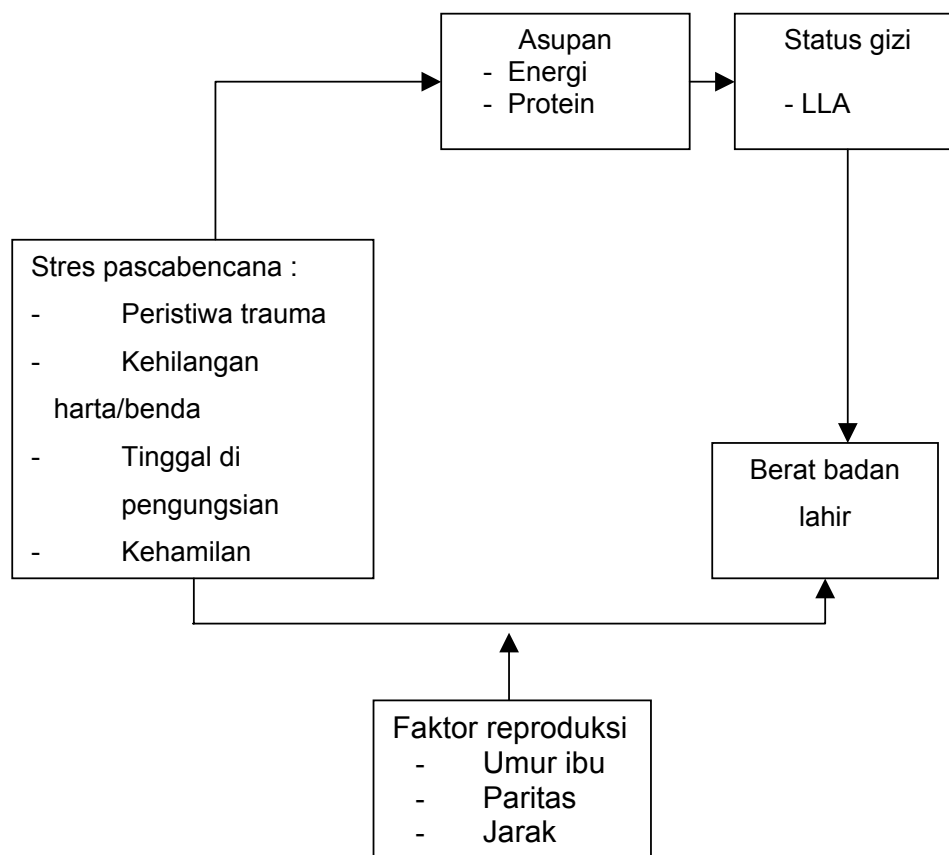 Asupan
- Energi
- Protein
Status gizi
- LLA
Stres pascabencana :
- Peristiwa trauma
- Kehilangan
harta/benda
- Tinggal di
pengungsian
- Kehamilan
Berat badan
lahir
Faktor reproduksi
- Umur ibu
- Paritas
- Jarak